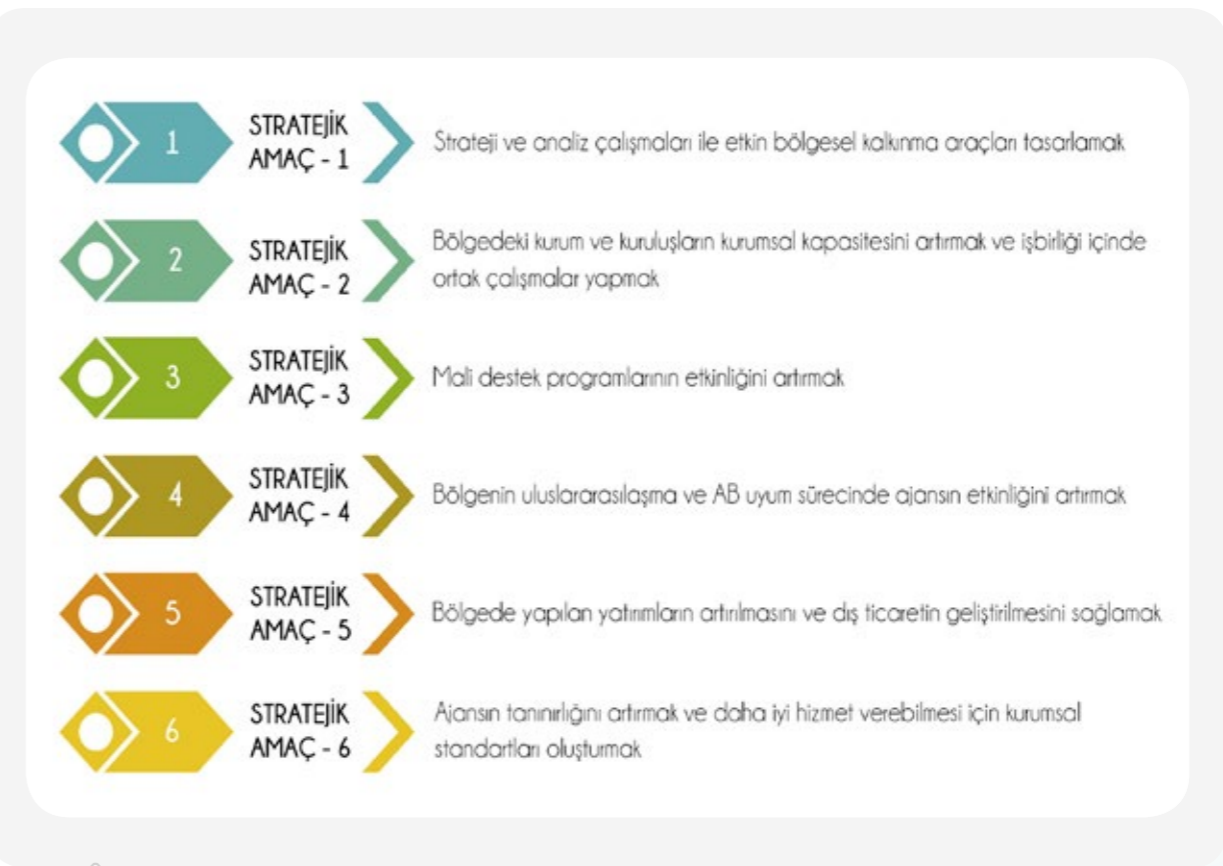 1
STRATEJİK
AMAÇ - 1
Strateji ve analiz çalışmaları ile etkin bölgesel kalkınma araçları tasarlamak
2
STRATEJİK
AMAÇ - 2
Bölgedeki kurum ve kuruluşların kurumsal kapasitesini artırmak ve işbirliği içinde
ortak çalışmalar yapmak
3
STRATEJİK
AMAÇ - 3
Mali destek programlarının etkinliğini artırmak
4
STRATEJİK
AMAÇ - 4
Bölgenin uluslararasılaşma ve AB uyum sürecinde ajansın etkinliğini artırmak
5
STRATEJİK
AMAÇ - 5
Bölgede yapılan yatırımların artırılmasını ve dış ticaretin geliştirilmesini sağlamak
6
STRATEJİK
AMAÇ - 6
Ajansın tanınırlığını artırmak ve daha iyi hizmet verebilmesi için kurumsal
standartları oluşturmak